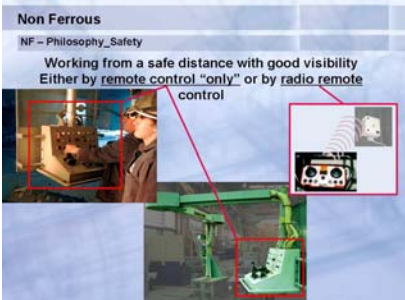 Non Ferrous
NF – Philosophy_Safety
Working from a safe distance with good visibility
Either by remote control “only” or by radio remote
control